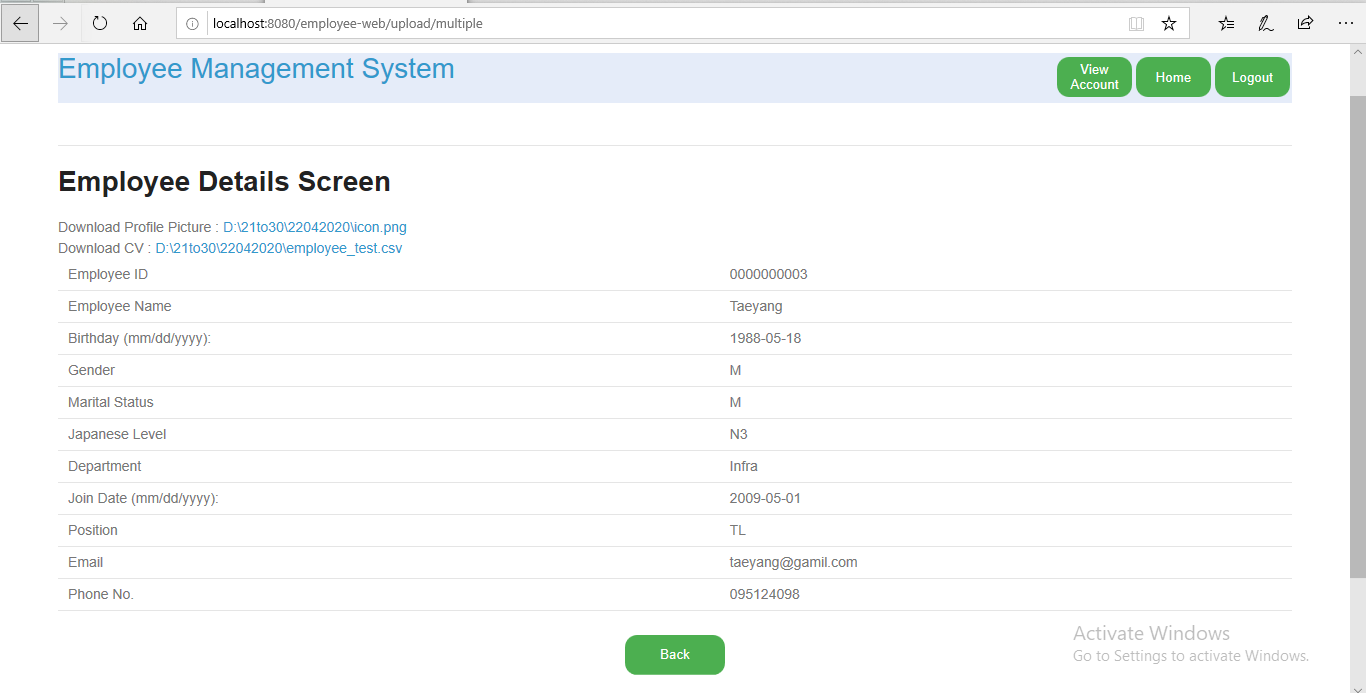 localhost:8080/employee-web/upload/multiple
Employee Management System
View Account
Home
Logout
Employee Details Screen
Download Profile Picture : D:\21to30\22042020\icon.png
Download CV : D:\21to30\22042020\employee_test.csv
Employee ID 0000000003
Employee Name Taeyang
Birthday (mm/dd/yyyy): 1988-05-18
Gender M
Marital Status M
Japanese Level N3
Department Infra
Join Date (mm/dd/yyyy): 2009-05-01
Position TL
Email taeyang@gamil.com
Phone No. 095124098
Back
Activate Windows
Go to Settings to activate Windows.